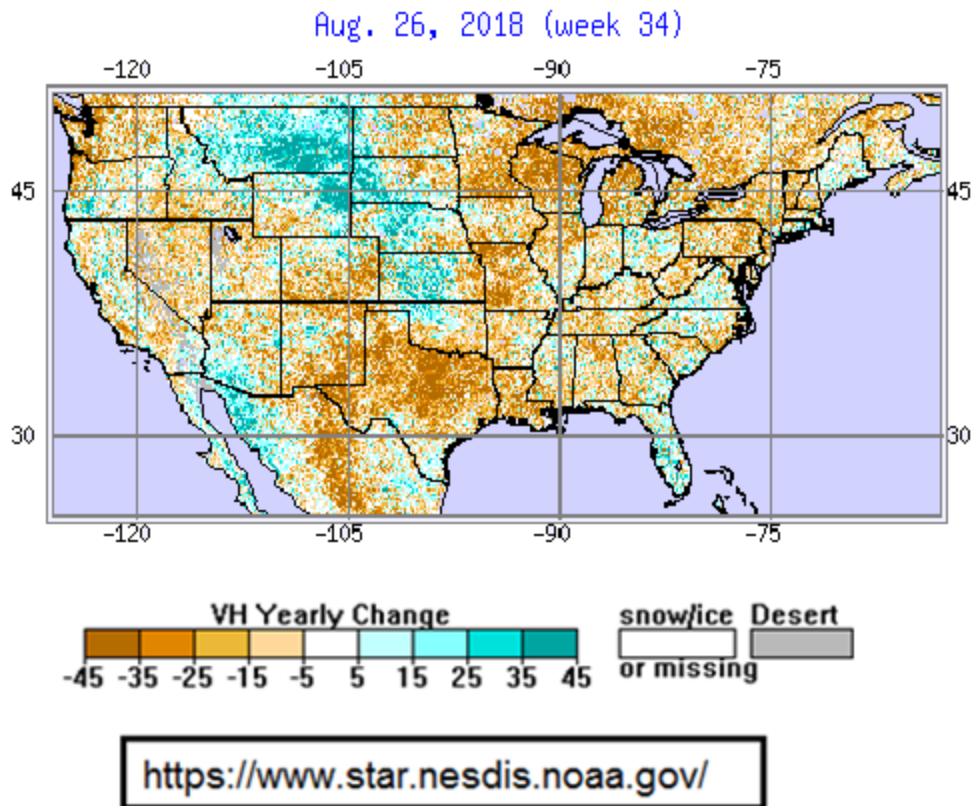 Aug. 26, 2018 (week 34)
-120 -105 -90 -75
45 45
30 30
-120 -105 -90 -75
VH Yearly Change snow/ice Desert
-45 -35 -25 -15 -5 5 15 25 35 45 or missing
https://www.star.nesdis.noaa.gov/